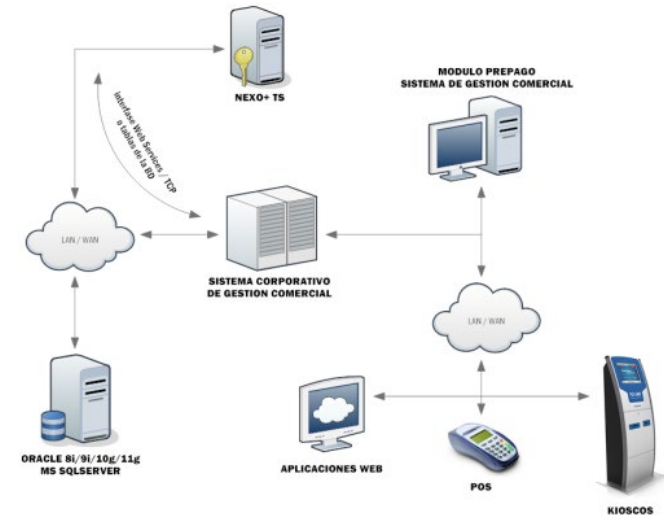 NEXO+ TS
MODULO PREPAGO
SISTEMA DE GESTION COMERCIAL
interfase Web Services / TCP
o tablas de la BD
LAN / WAN
SISTEMA CORPORATIVO
DE GESTION COMERCIAL
LAN / WAN
ORACLE 8i/9i/10g/11g
MS SQLSERVER
APLICACIONES WEB
POS
KIOSCOS